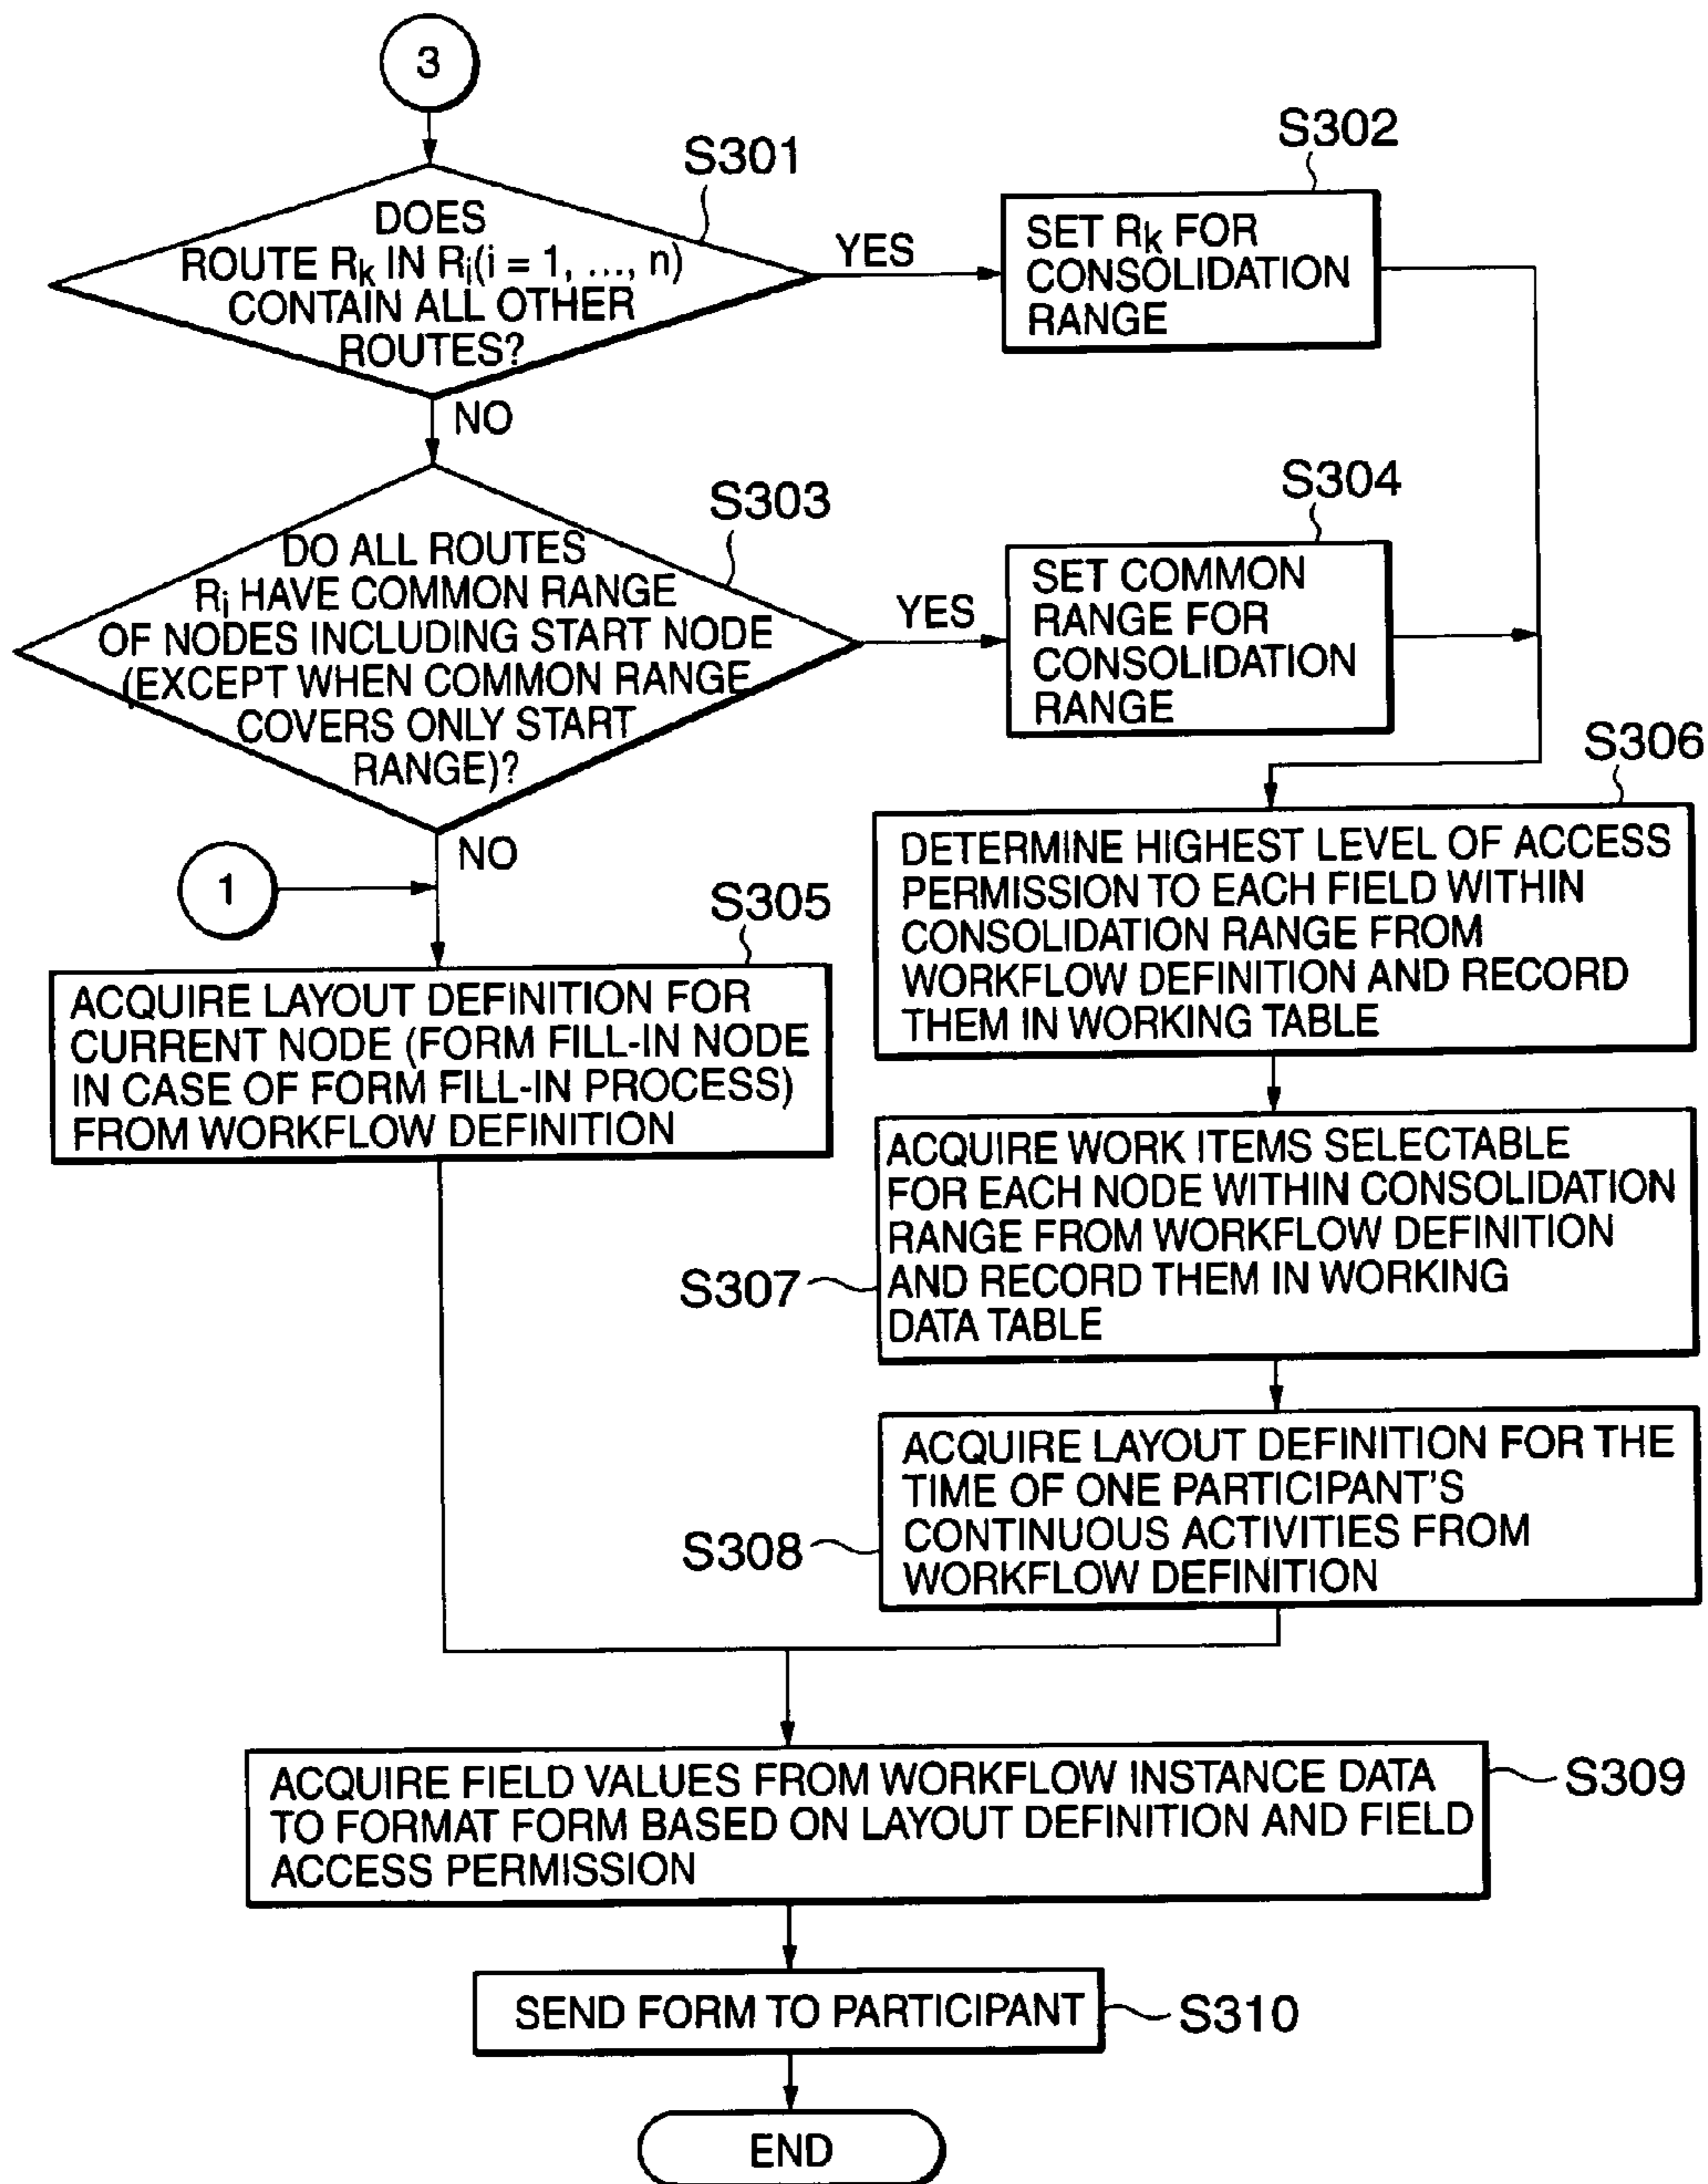 3
S301
DOES
ROUTE Rk IN Ri(i = 1, ..., n)
CONTAIN ALL OTHER
ROUTES?
YES
S302
SET Rk FOR
CONSOLIDATION
RANGE
NO
S303
DO ALL ROUTES
Ri HAVE COMMON RANGE
OF NODES INCLUDING START NODE
(EXCEPT WHEN COMMON RANGE
COVERS ONLY START
RANGE)?
YES
S304
SET COMMON
RANGE FOR
CONSOLIDATION
RANGE
NO
1
S305
ACQUIRE LAYOUT DEFINITION FOR
CURRENT NODE (FORM FILL-IN NODE
IN CASE OF FORM FILL-IN PROCESS)
FROM WORKFLOW DEFINITION
S306
DETERMINE HIGHEST LEVEL OF ACCESS
PERMISSION TO EACH FIELD WITHIN
CONSOLIDATION RANGE FROM
WORKFLOW DEFINITION AND RECORD
THEM IN WORKING TABLE
S307
ACQUIRE WORK ITEMS SELECTABLE
FOR EACH NODE WITHIN CONSOLIDATION
RANGE FROM WORKFLOW DEFINITION
AND RECORD THEM IN WORKING
DATA TABLE
S308
ACQUIRE LAYOUT DEFINITION FOR THE
TIME OF ONE PARTICIPANT'S
CONTINUOUS ACTIVITIES FROM
WORKFLOW DEFINITION
ACQUIRE FIELD VALUES FROM WORKFLOW INSTANCE DATA
TO FORMAT FORM BASED ON LAYOUT DEFINITION AND FIELD
ACCESS PERMISSION
S309
SEND FORM TO PARTICIPANT
S310
END